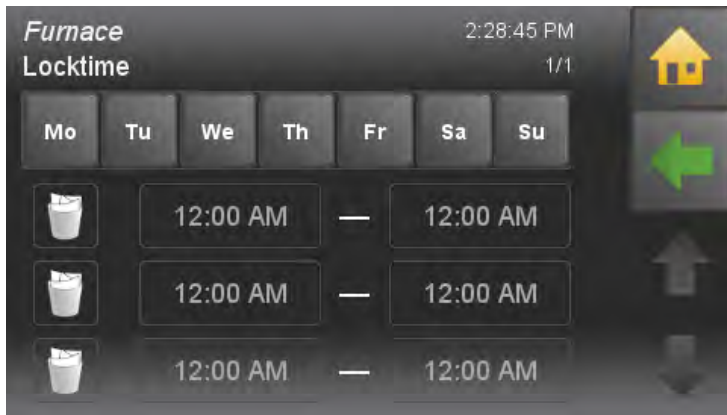 Furnace 2:28:45 PM
Locktime 1/1
Mo Tu We Th Fr Sa Su
12:00 AM — 12:00 AM
12:00 AM — 12:00 AM
12:00 AM — 12:00 AM